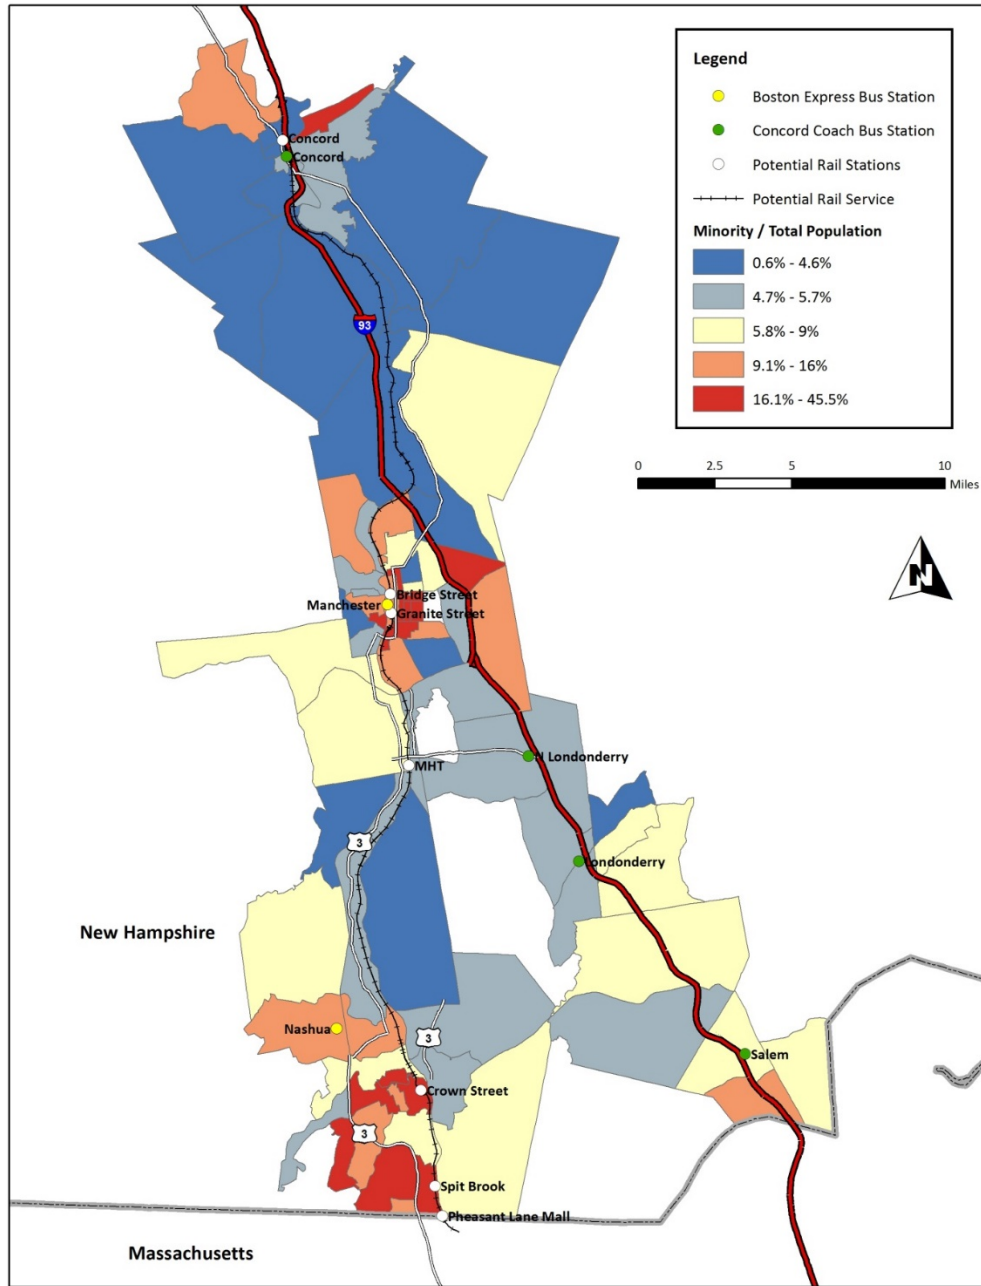 Legend
Boston Express Bus Station
Concord Coach Bus Station
Potential Rail Stations
Potential Rail Service
Minority / Total Population
0.6% - 4.6%
4.7% - 5.7%
5.8% - 9%
9.1% - 16%
16.1% - 45.5%
0 2.5 5 10
Miles
N
Concord
Concord
93
Bridge Street
Manchester
Granite Street
N Londonderry
MHT
3
Londonderry
New Hampshire
Nashua
3
Salem
Crown Street
3
Spit Brook
Pheasant Lane Mall
Massachusetts